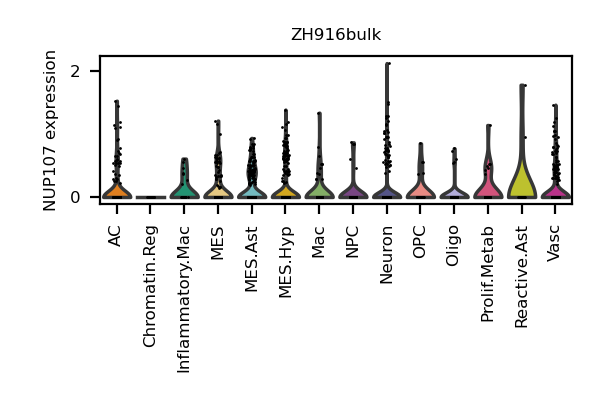 ZH916bulk
NUP107 expression
2
0
AC
Chromatin.Reg
Inflammatory.Mac
MES
MES.Ast
MES.Hyp
Mac
NPC
Neuron
OPC
Oligo
Prolif.Metab
Reactive.Ast
Vasc